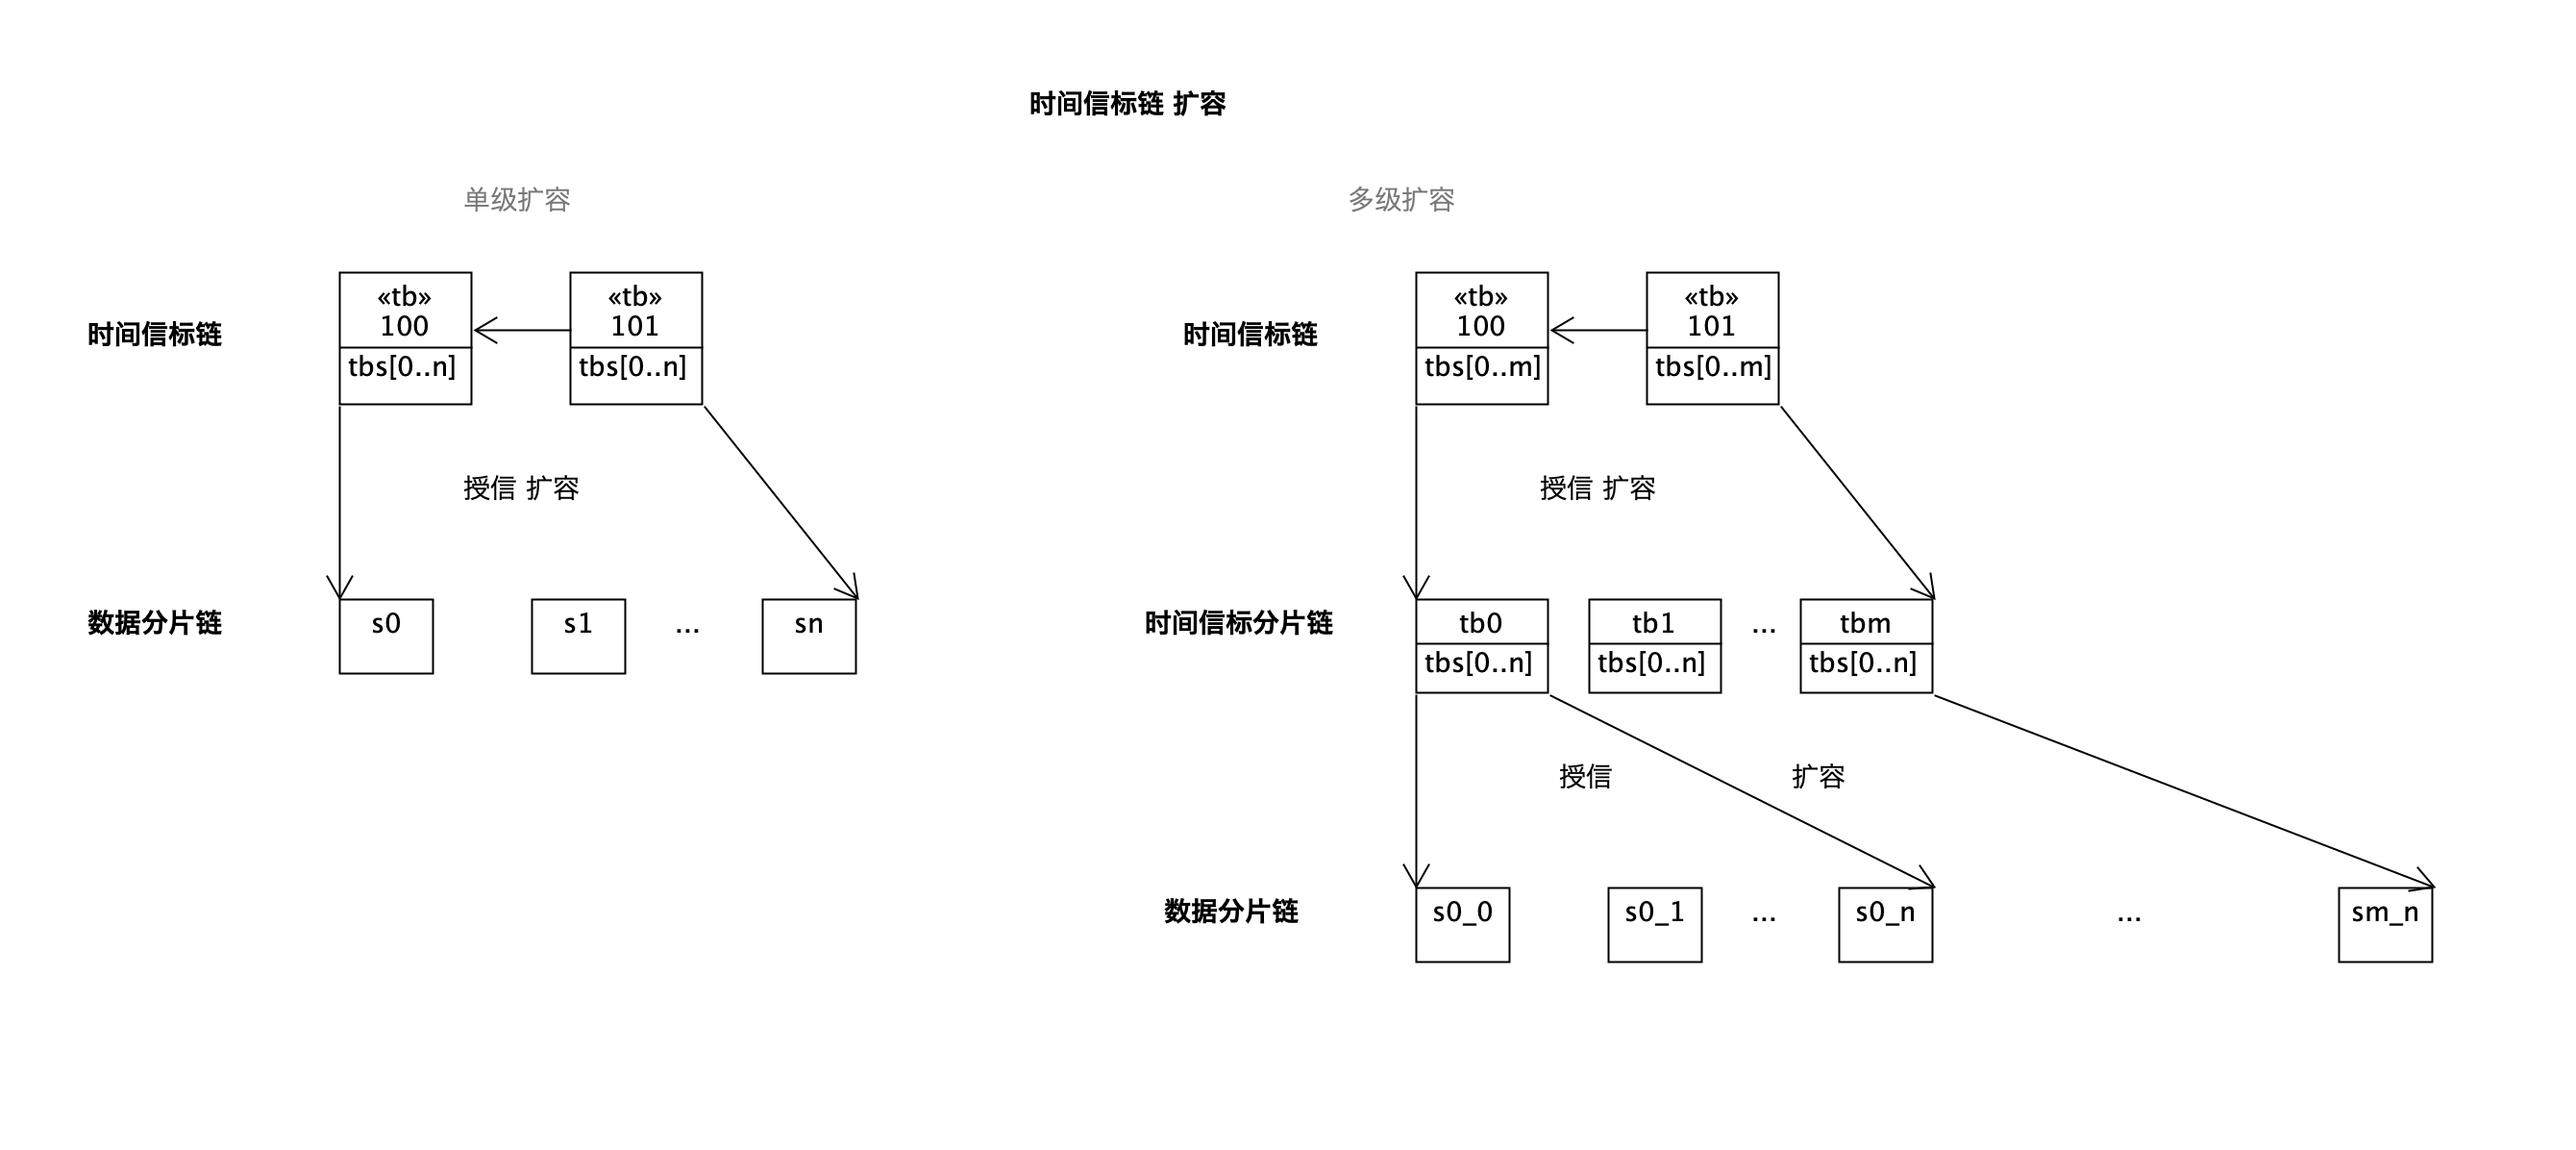 时间信标链 扩容
单级扩容
时间信标链
«tb»
100
tbs[0..n]
«tb»
101
tbs[0..n]
授信 扩容
数据分片链
s0
s1
...
sn
多级扩容
时间信标链
«tb»
100
tbs[0..m]
«tb»
101
tbs[0..m]
授信 扩容
时间信标分片链
tb0
tbs[0..n]
tb1
tbs[0..n]
...
tbm
tbs[0..n]
授信
扩容
数据分片链
s0_0
s0_1
...
s0_n
...
sm_n